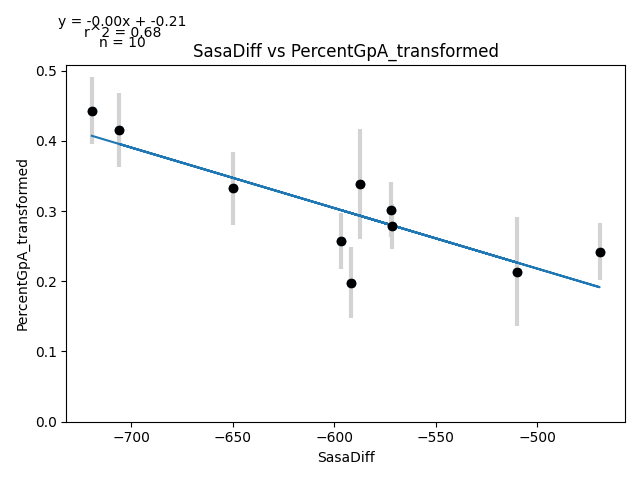 y = -0.00x + -0.21
r^2 = 0.68
n = 10
SasaDiff vs PercentGpA_transformed
0.5
0.4
0.3
0.2
0.1
0.0
PercentGpA_transformed
−700
−650
−600
−550
−500
SasaDiff